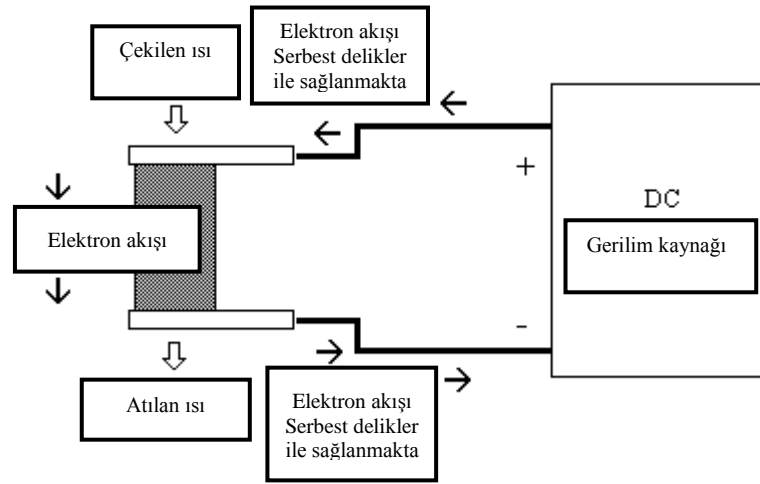 Çekilen ısı
Elektron akışı
Serbest delikler
ile sağlanmakta
+
DC
Elektron akışı
Gerilim kaynağı
-
Atılan ısı
Elektron akışı
Serbest delikler
ile sağlanmakta